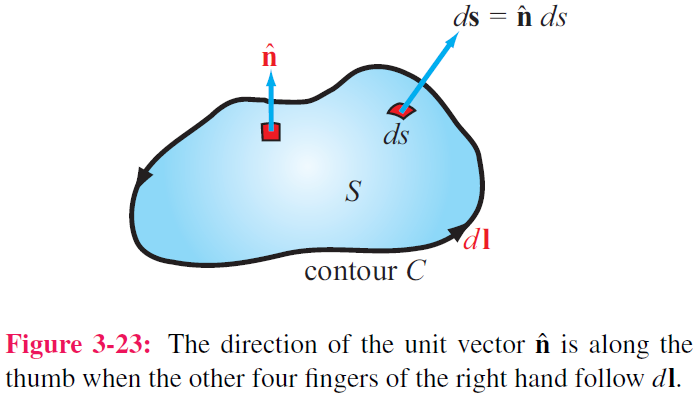 ds = n̂ ds
n̂
ds
S
dl
contour C
Figure 3-23: The direction of the unit vector n̂ is along the
thumb when the other four fingers of the right hand follow dl.